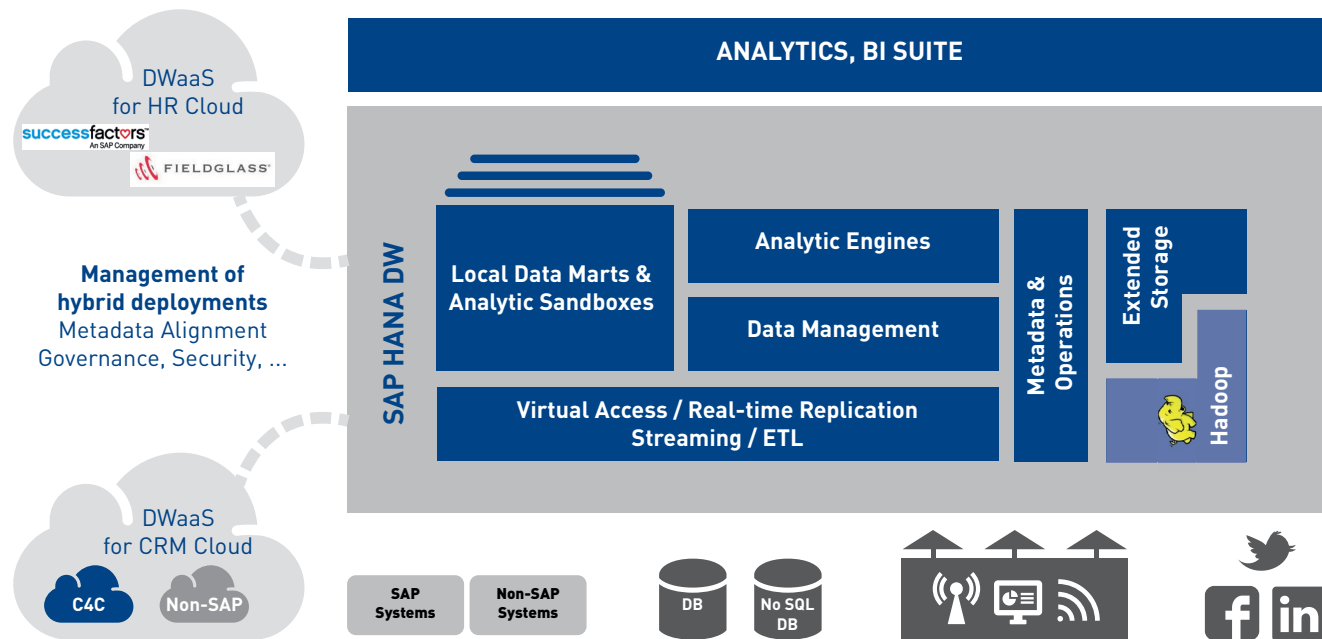 ANALYTICS, BI SUITE
DWaaS
for HR Cloud
successfactors™
An SAP Company
FIELDGLASS®
Management of
hybrid deployments
Metadata Alignment
Governance, Security, ...
DWaaS
for CRM Cloud
C4C
Non-SAP
SAP HANA DW
Local Data Marts &
Analytic Sandboxes
Analytic Engines
Data Management
Virtual Access / Real-time Replication
Streaming / ETL
Metadata &
Operations
Extended
Storage
Hadoop
SAP
Systems
Non-SAP
Systems
DB
No SQL
DB
f
in